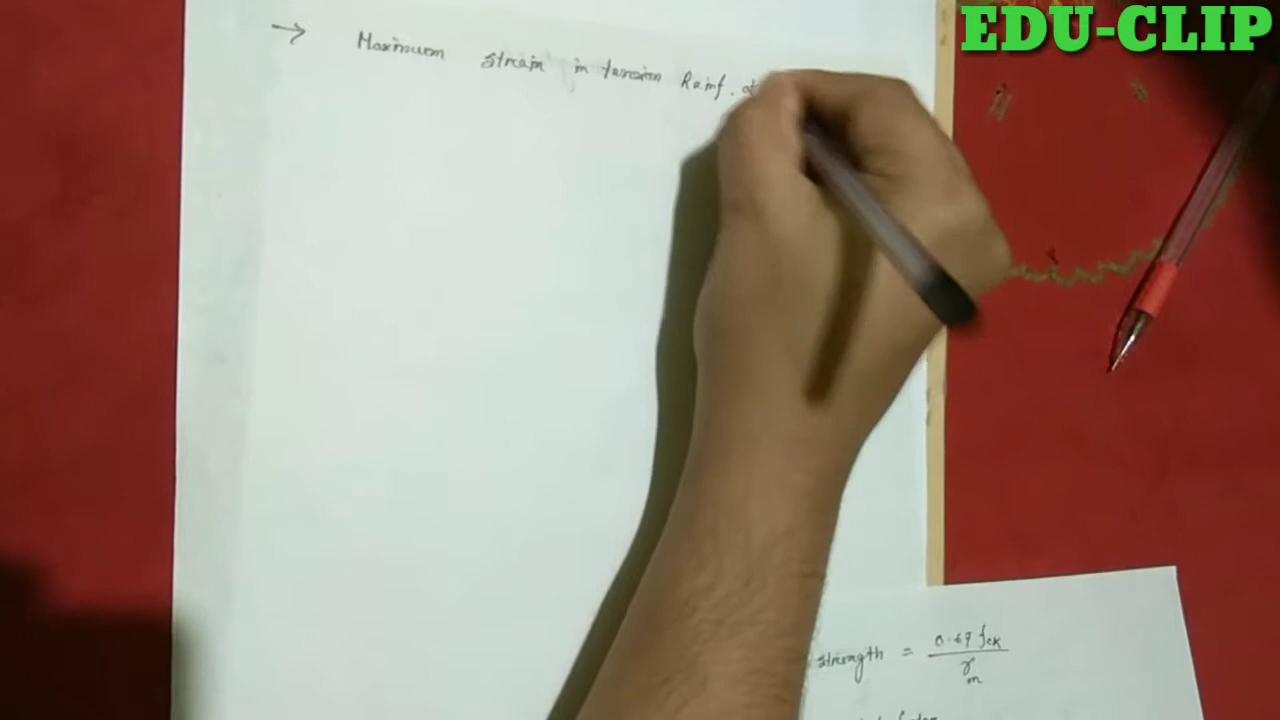 EDU-CLIP
→ Maximum strain in tension Reinf.
strength = 0.67 fck / γm